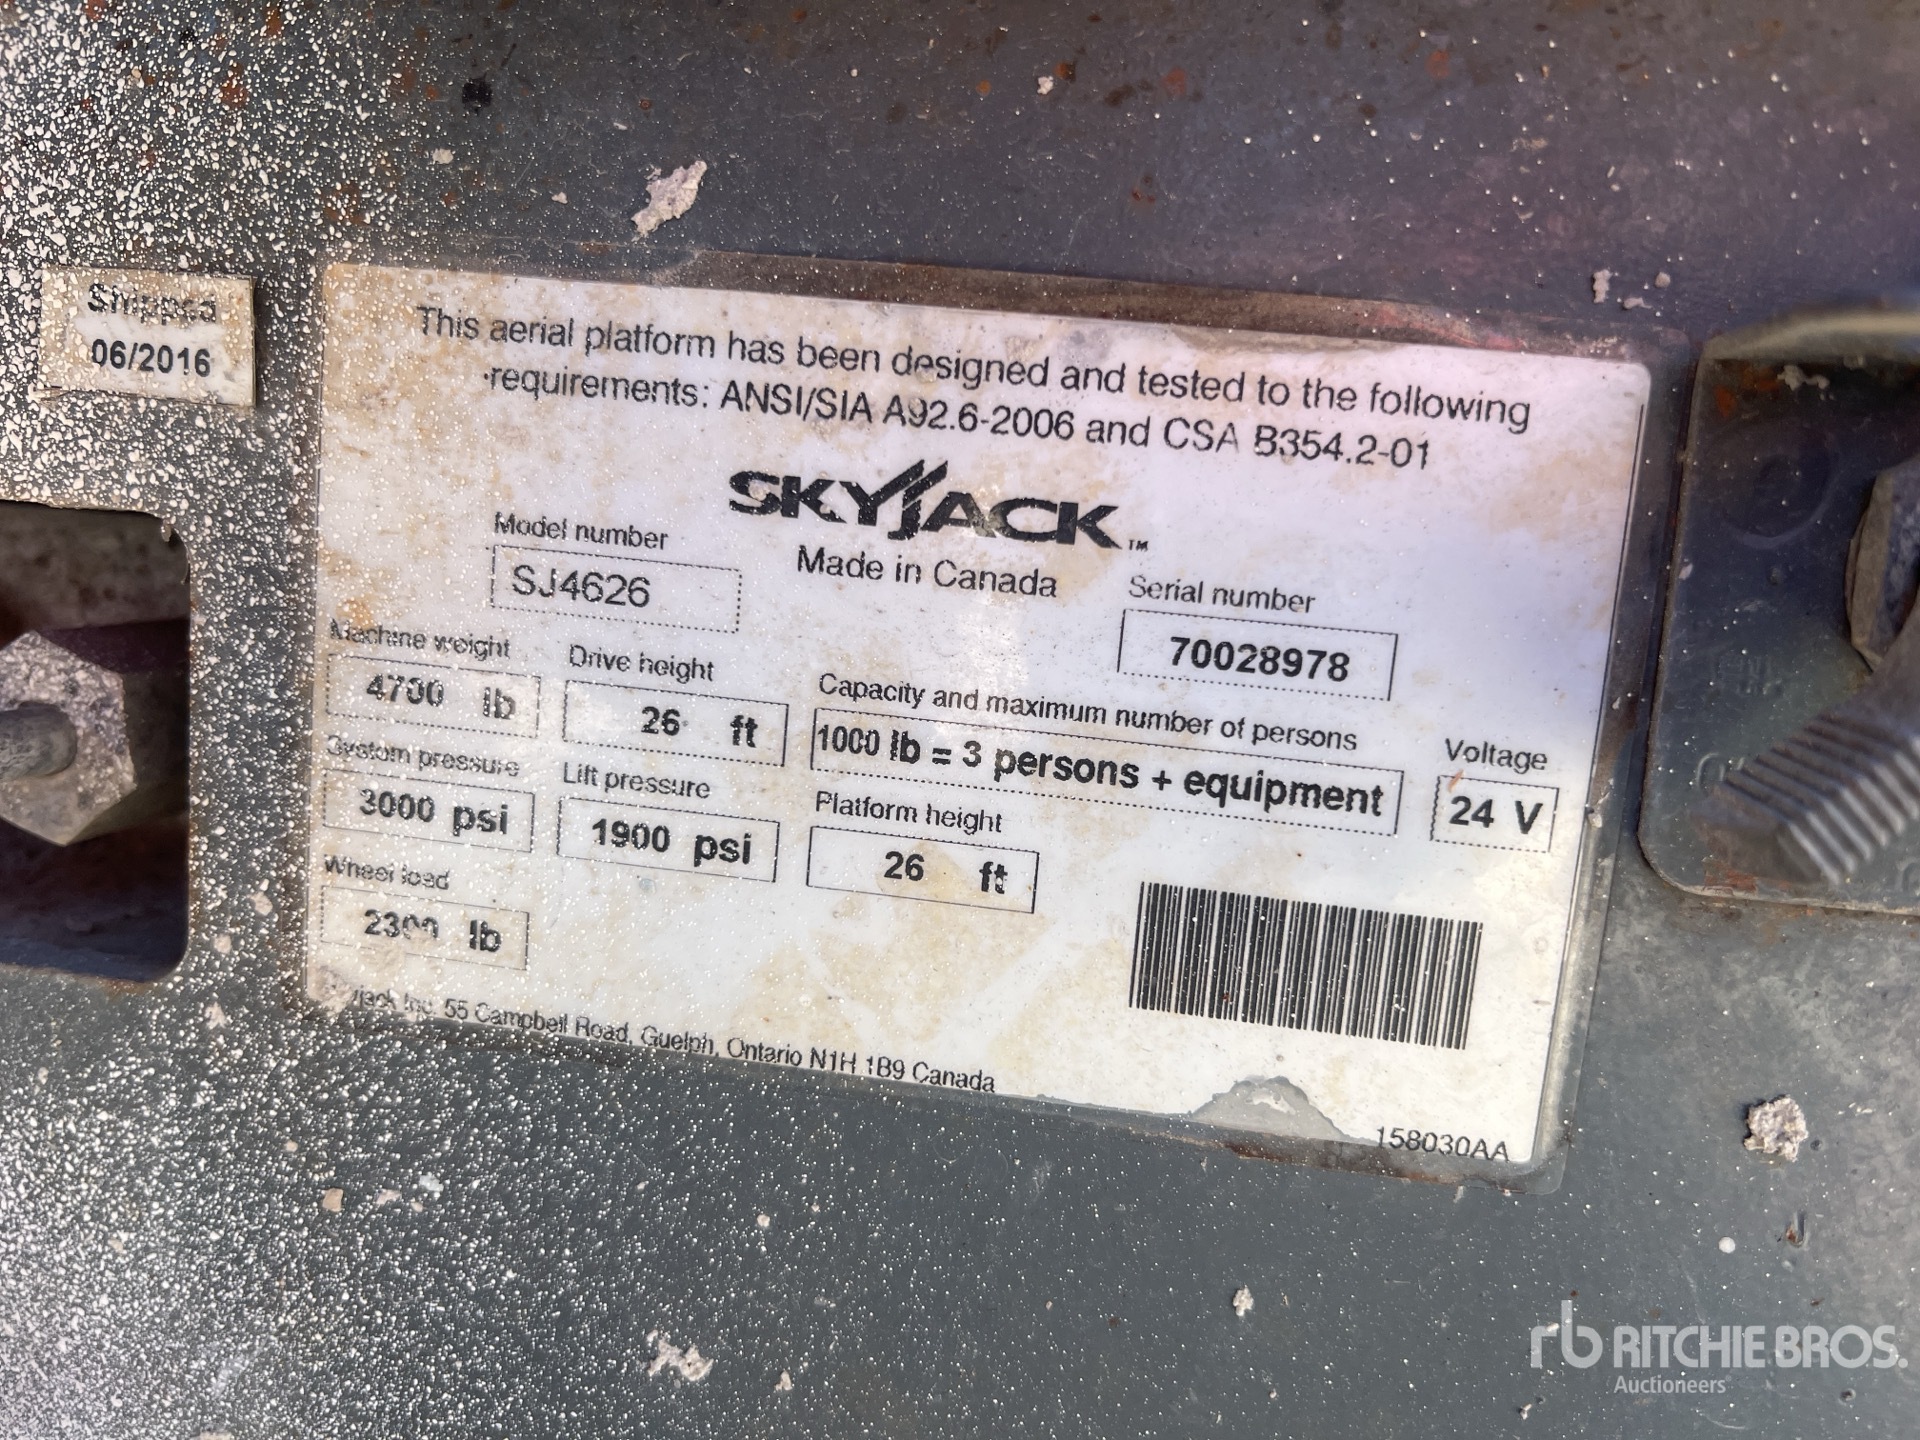 Shipped
06/2016
This aerial platform has been designed and tested to the following
requirements: ANSI/SIA A92.6-2006 and CSA B354.2-01
SKYJACK™
Made in Canada
Model number
SJ4626
Serial number
70028978
Machine weight
4700 lb
Drive height
26 ft
Capacity and maximum number of persons
1000 lb = 3 persons + equipment
Voltage
24 V
System pressure
3000 psi
Lift pressure
1900 psi
Platform height
26 ft
Wheel load
2300 lb
Skyjack Inc. 55 Campbell Road, Guelph, Ontario N1H 1B9 Canada
158030AA
rb RITCHIE BROS.
Auctioneers